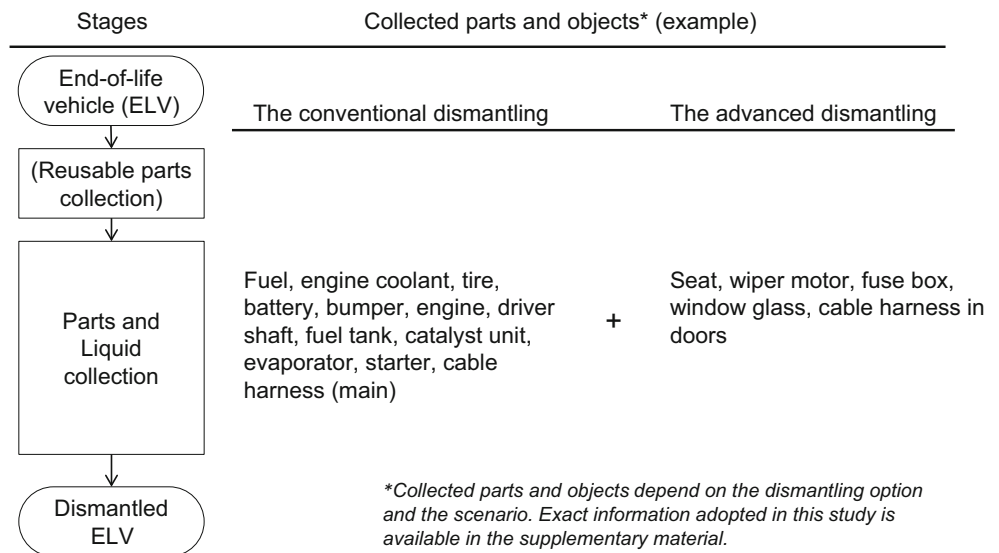 Stages
Collected parts and objects* (example)
End-of-life
vehicle (ELV)
The conventional dismantling
The advanced dismantling
(Reusable parts
collection)
Parts and
Liquid
collection
Fuel, engine coolant, tire,
battery, bumper, engine, driver
shaft, fuel tank, catalyst unit,
evaporator, starter, cable
harness (main)
+
Seat, wiper motor, fuse box,
window glass, cable harness in
doors
Dismantled
ELV
*Collected parts and objects depend on the dismantling option
and the scenario. Exact information adopted in this study is
available in the supplementary material.